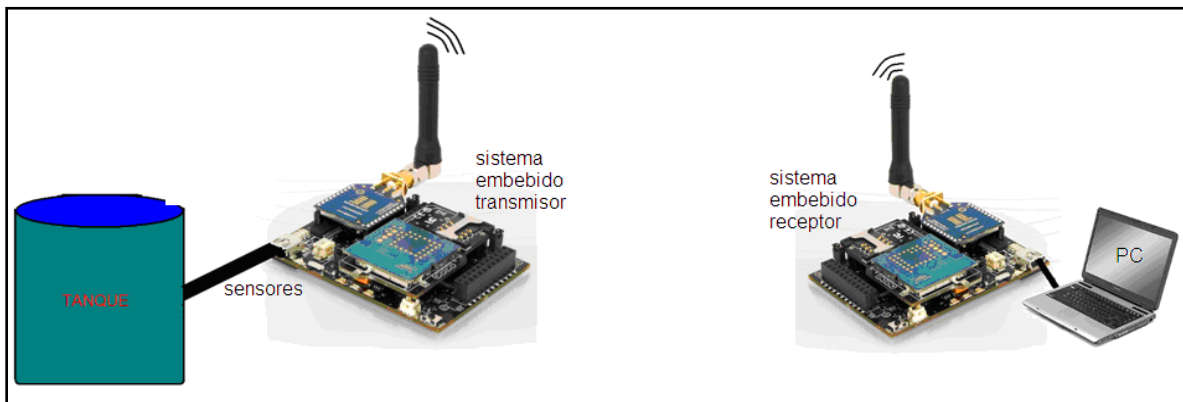 TANQUE
sensores
sistema
embebido
transmisor
sistema
embebido
receptor
PC